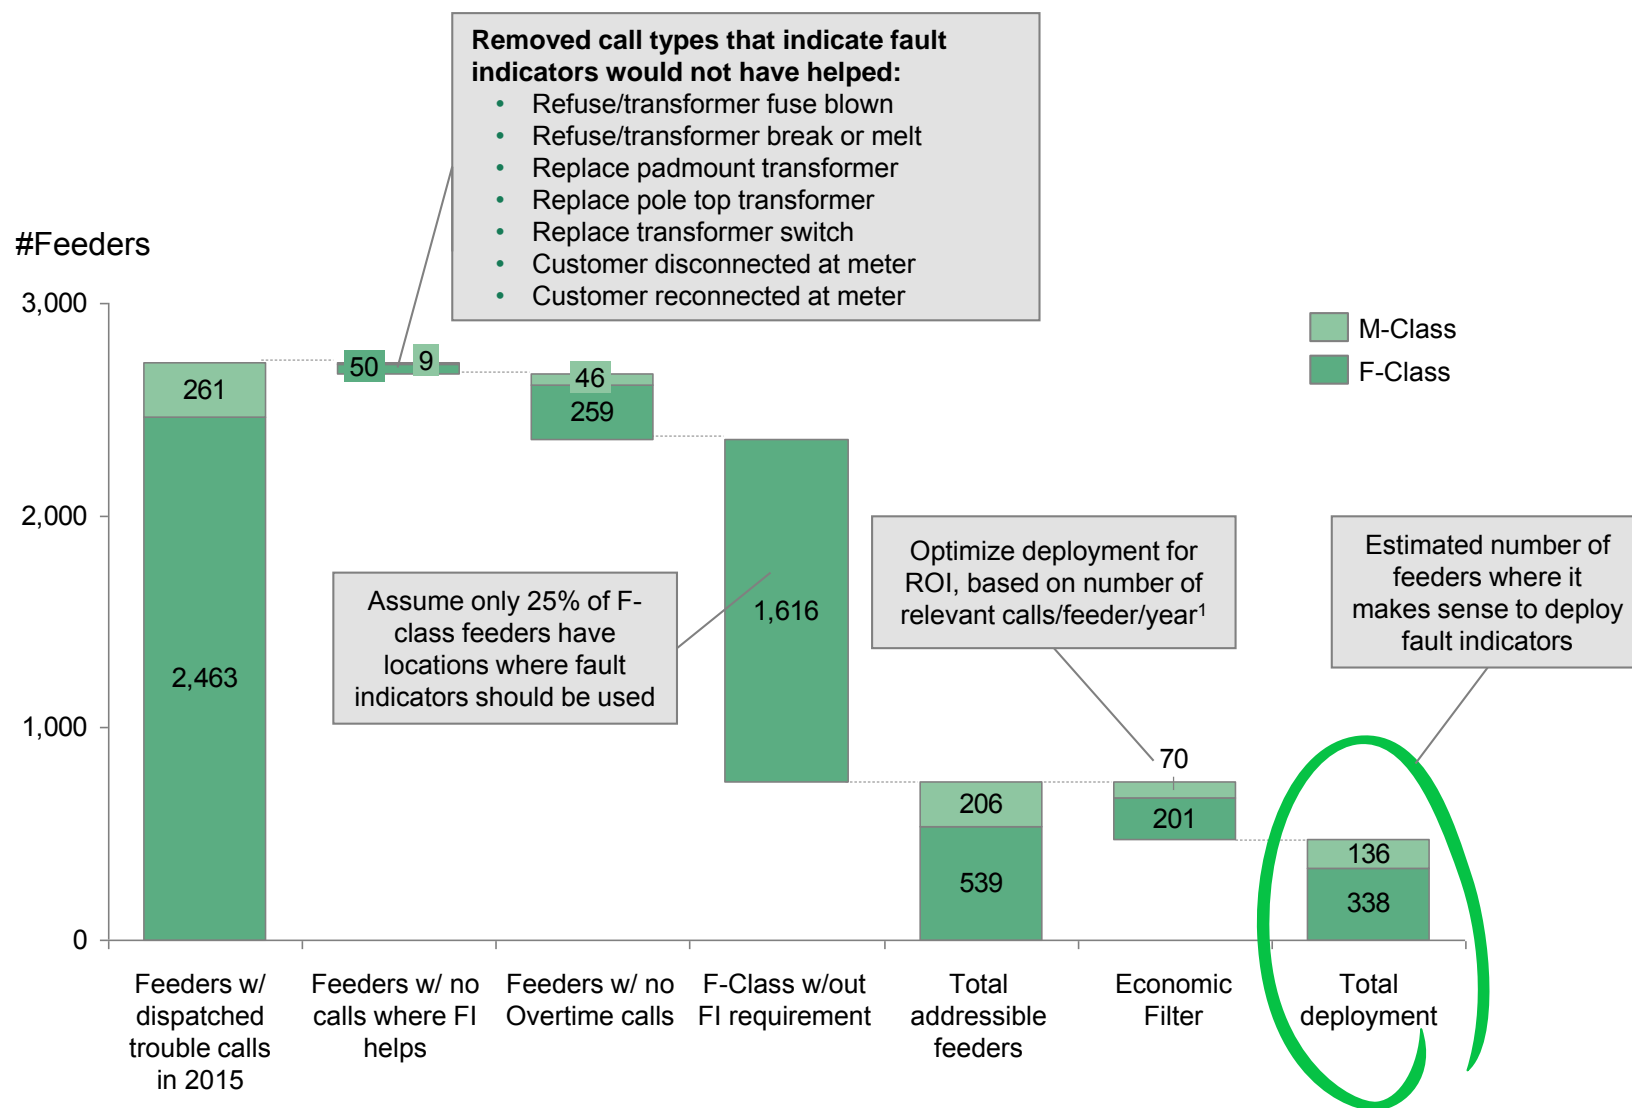 Removed call types that indicate fault
indicators would not have helped:
• Refuse/transformer fuse blown
• Refuse/transformer break or melt
• Replace padmount transformer
• Replace pole top transformer
• Replace transformer switch
• Customer disconnected at meter
• Customer reconnected at meter
#Feeders
3,000
2,000
1,000
0
M-Class
F-Class
261
2,463
50
9
46
259
1,616
206
539
70
201
136
338
Assume only 25% of F-
class feeders have
locations where fault
indicators should be used
Optimize deployment for
ROI, based on number of
relevant calls/feeder/year¹
Estimated number of
feeders where it
makes sense to deploy
fault indicators
Feeders w/
dispatched
trouble calls
in 2015
Feeders w/ no
calls where FI
helps
Feeders w/ no
Overtime calls
F-Class w/out
FI requirement
Total
addressible
feeders
Economic
Filter
Total
deployment